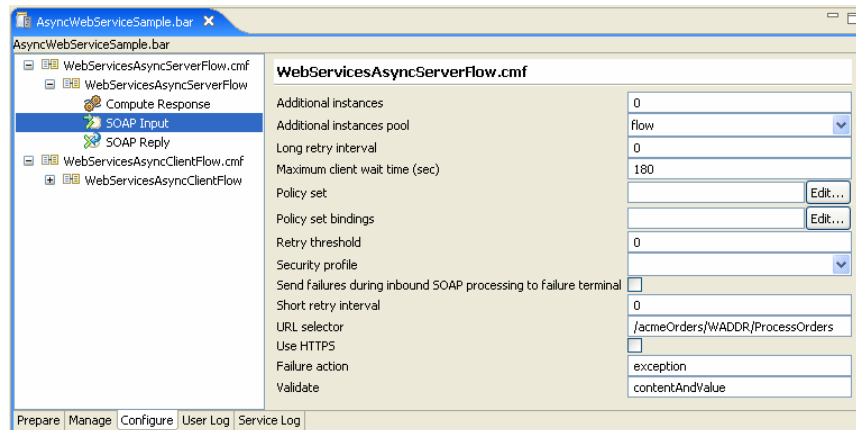 AsyncWebServiceSample.bar
AsyncWebServiceSample.bar
WebServicesAsyncServerFlow.cmf
WebServicesAsyncServerFlow
Compute Response
SOAP Input
SOAP Reply
WebServicesAsyncClientFlow.cmf
WebServicesAsyncClientFlow
WebServicesAsyncServerFlow.cmf
Additional instances 0
Additional instances pool flow
Long retry interval 0
Maximum client wait time (sec) 180
Policy set Edit...
Policy set bindings Edit...
Retry threshold 0
Security profile
Send failures during inbound SOAP processing to failure terminal
Short retry interval 0
URL selector /acmeOrders/WADDR/ProcessOrders
Use HTTPS
Failure action exception
Validate contentAndValue
Prepare Manage Configure User Log Service Log